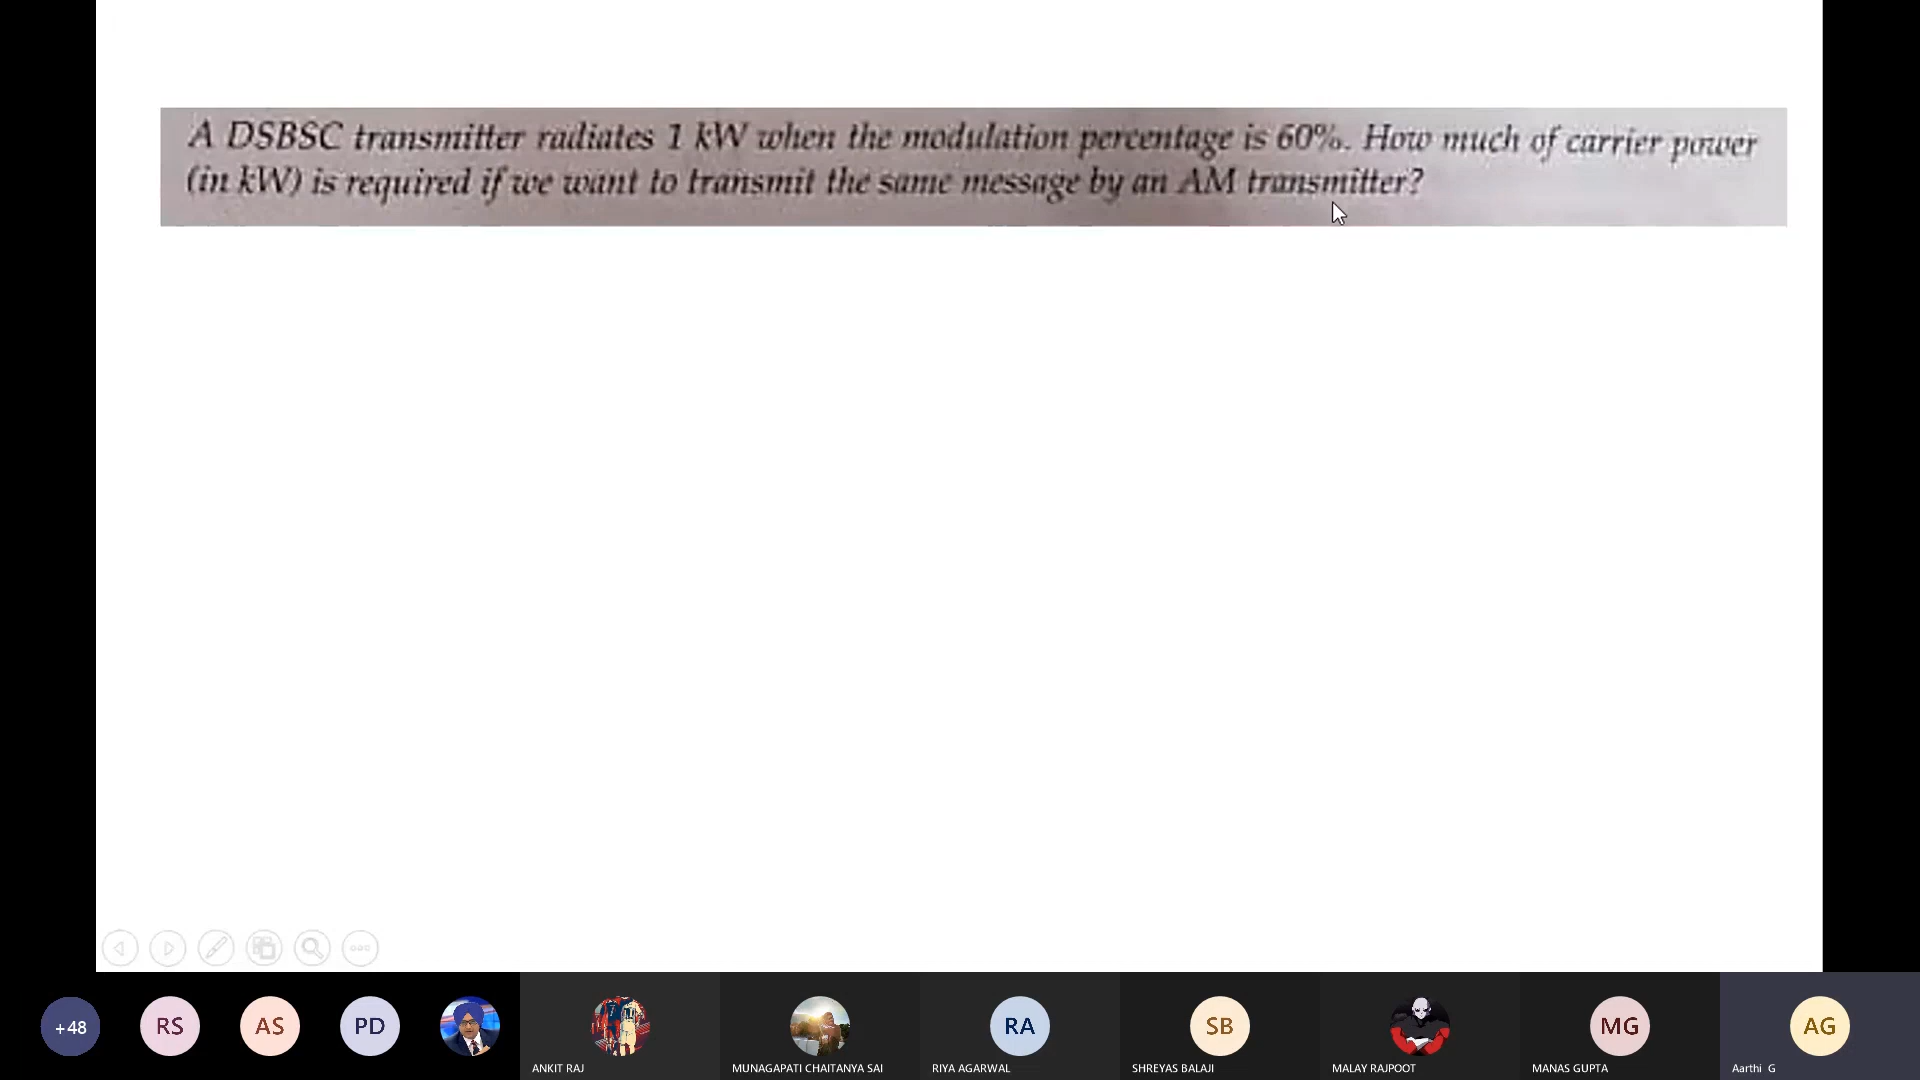 A DSBSC transmitter radiates 1 kW when the modulation percentage is 60%. How much of carrier power
(in kW) is required if we want to transmit the same message by an AM transmitter?
+48
RS
AS
PD
RA
SB
MG
AG
ANKIT RAJ
MUNAGAPATI CHAITANYA SAI
RIYA AGARWAL
SHREYAS BALAJI
MALAY RAJPOOT
MANAS GUPTA
Aarthi G